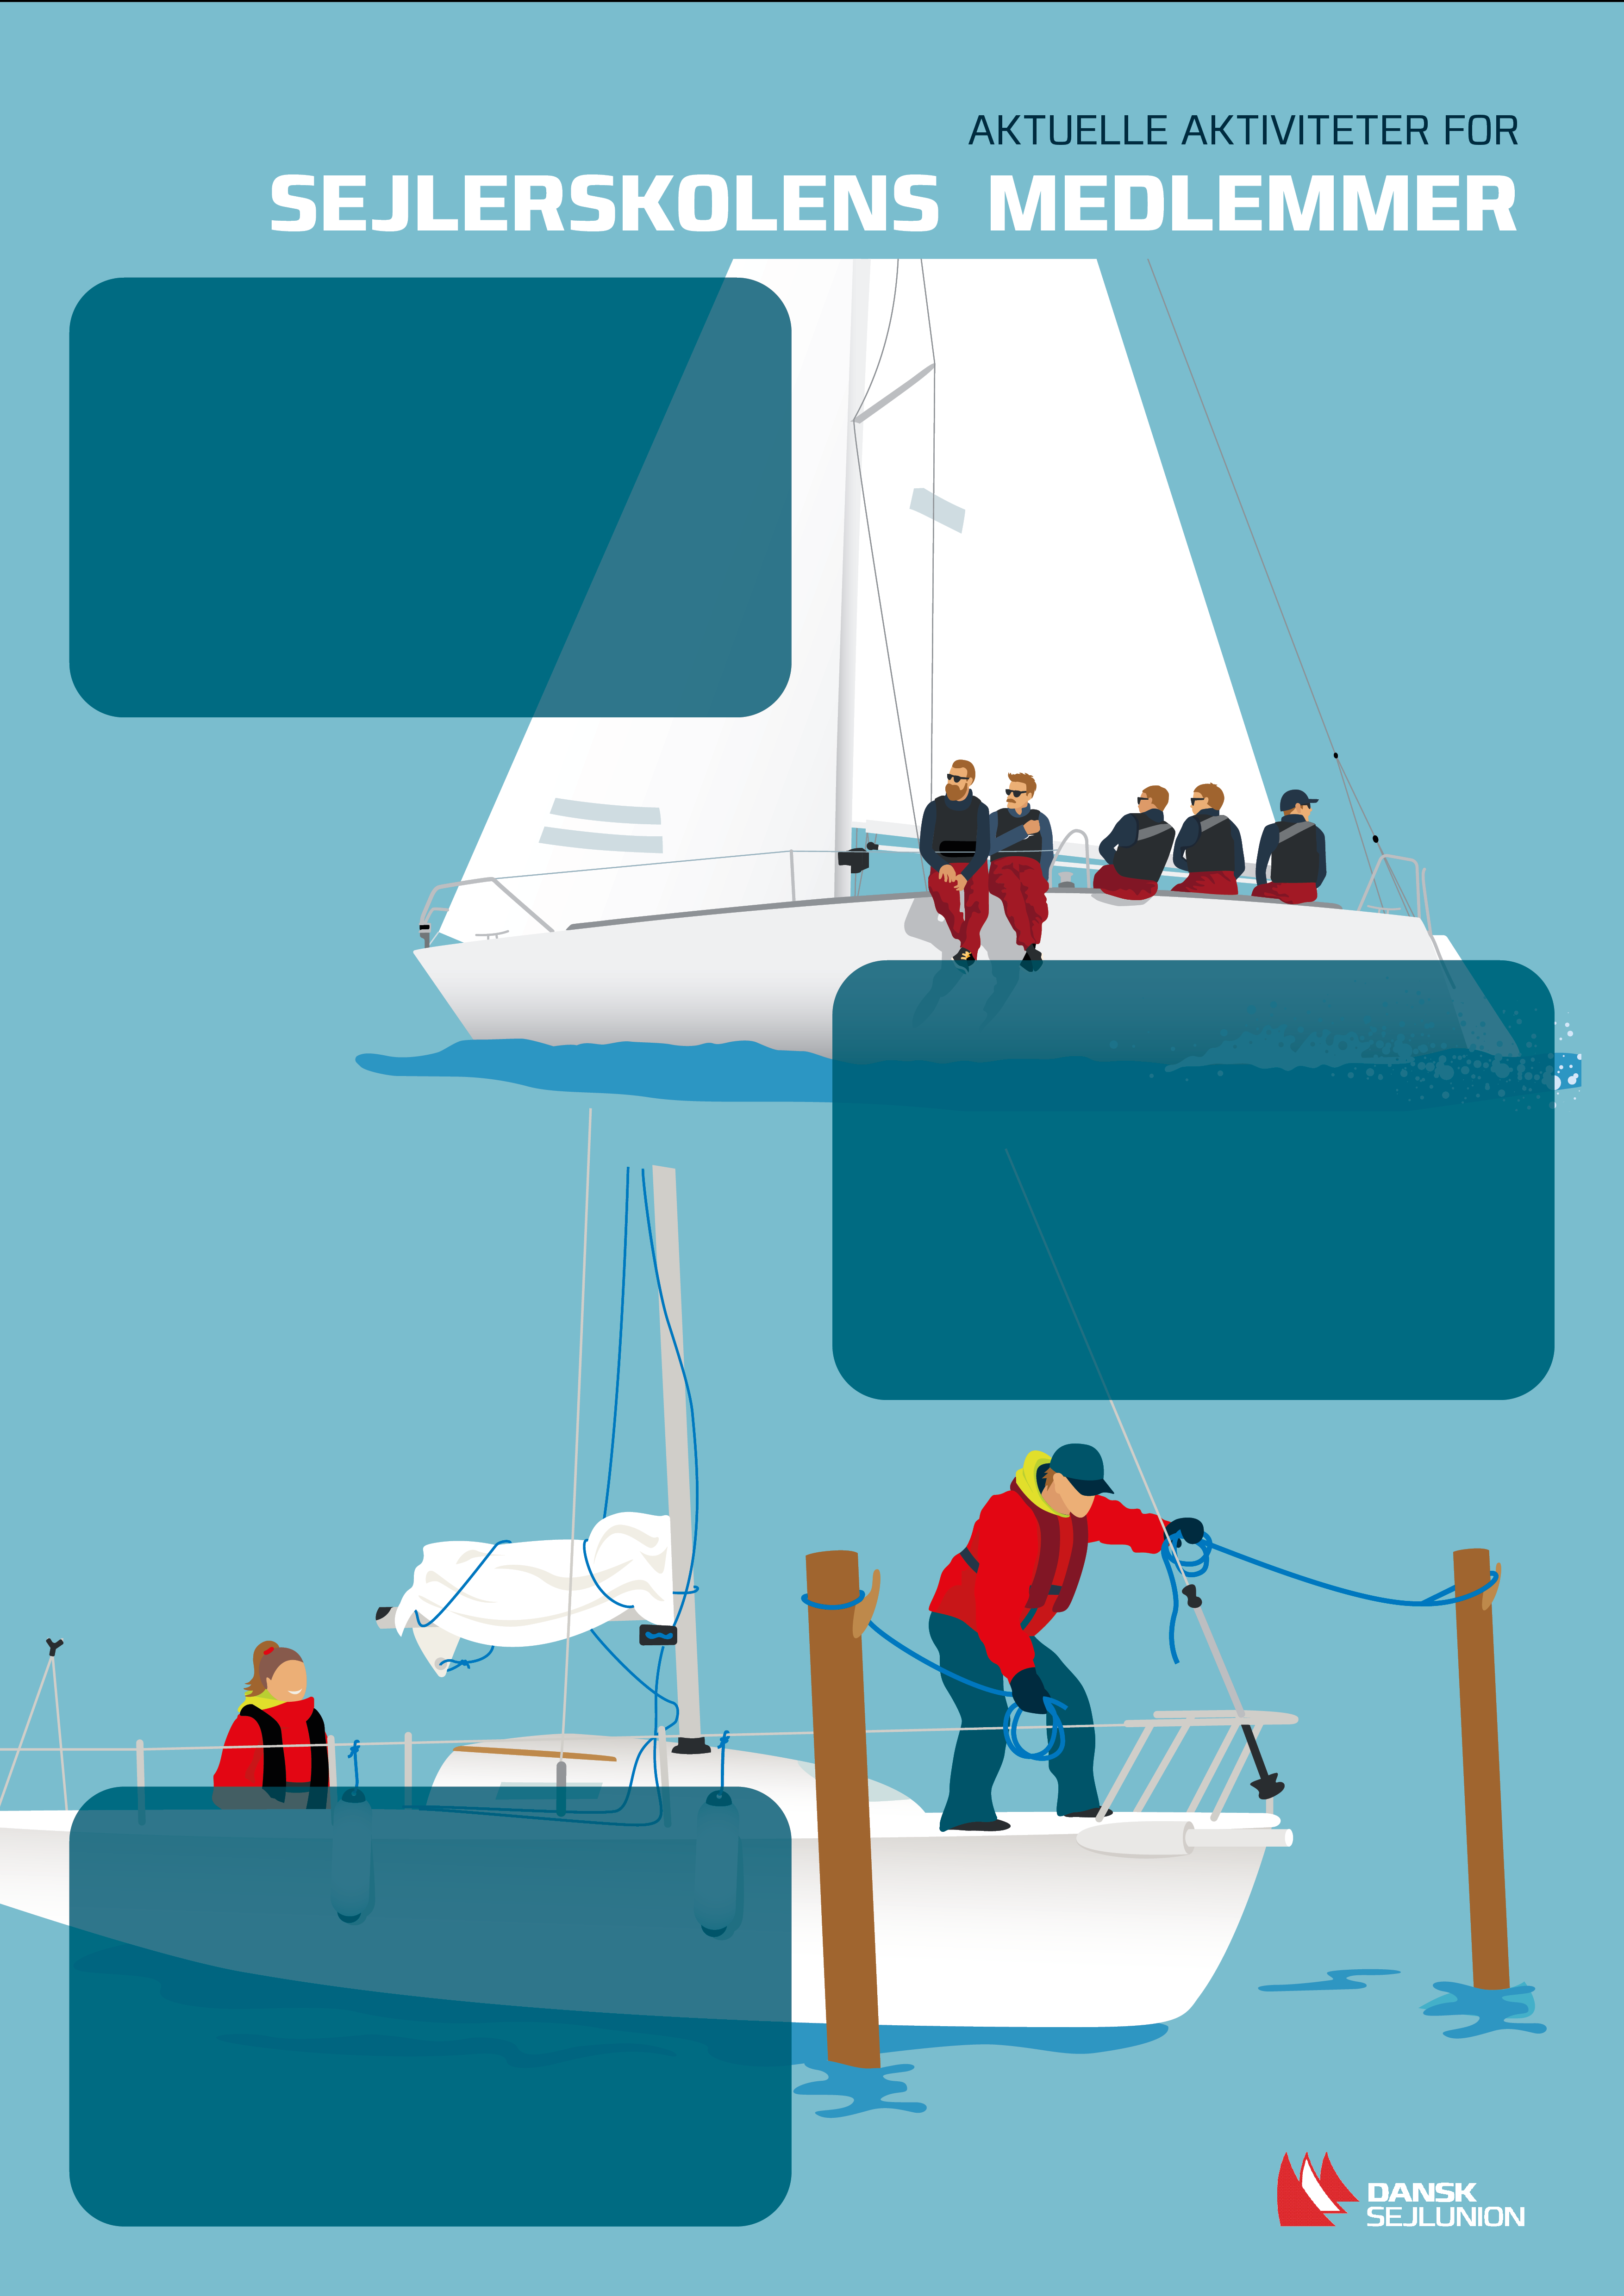 AKTUELLE AKTIVITETER FOR
SEJLERSKOLENS MEDLEMMER
DANSK
SEJLUNION